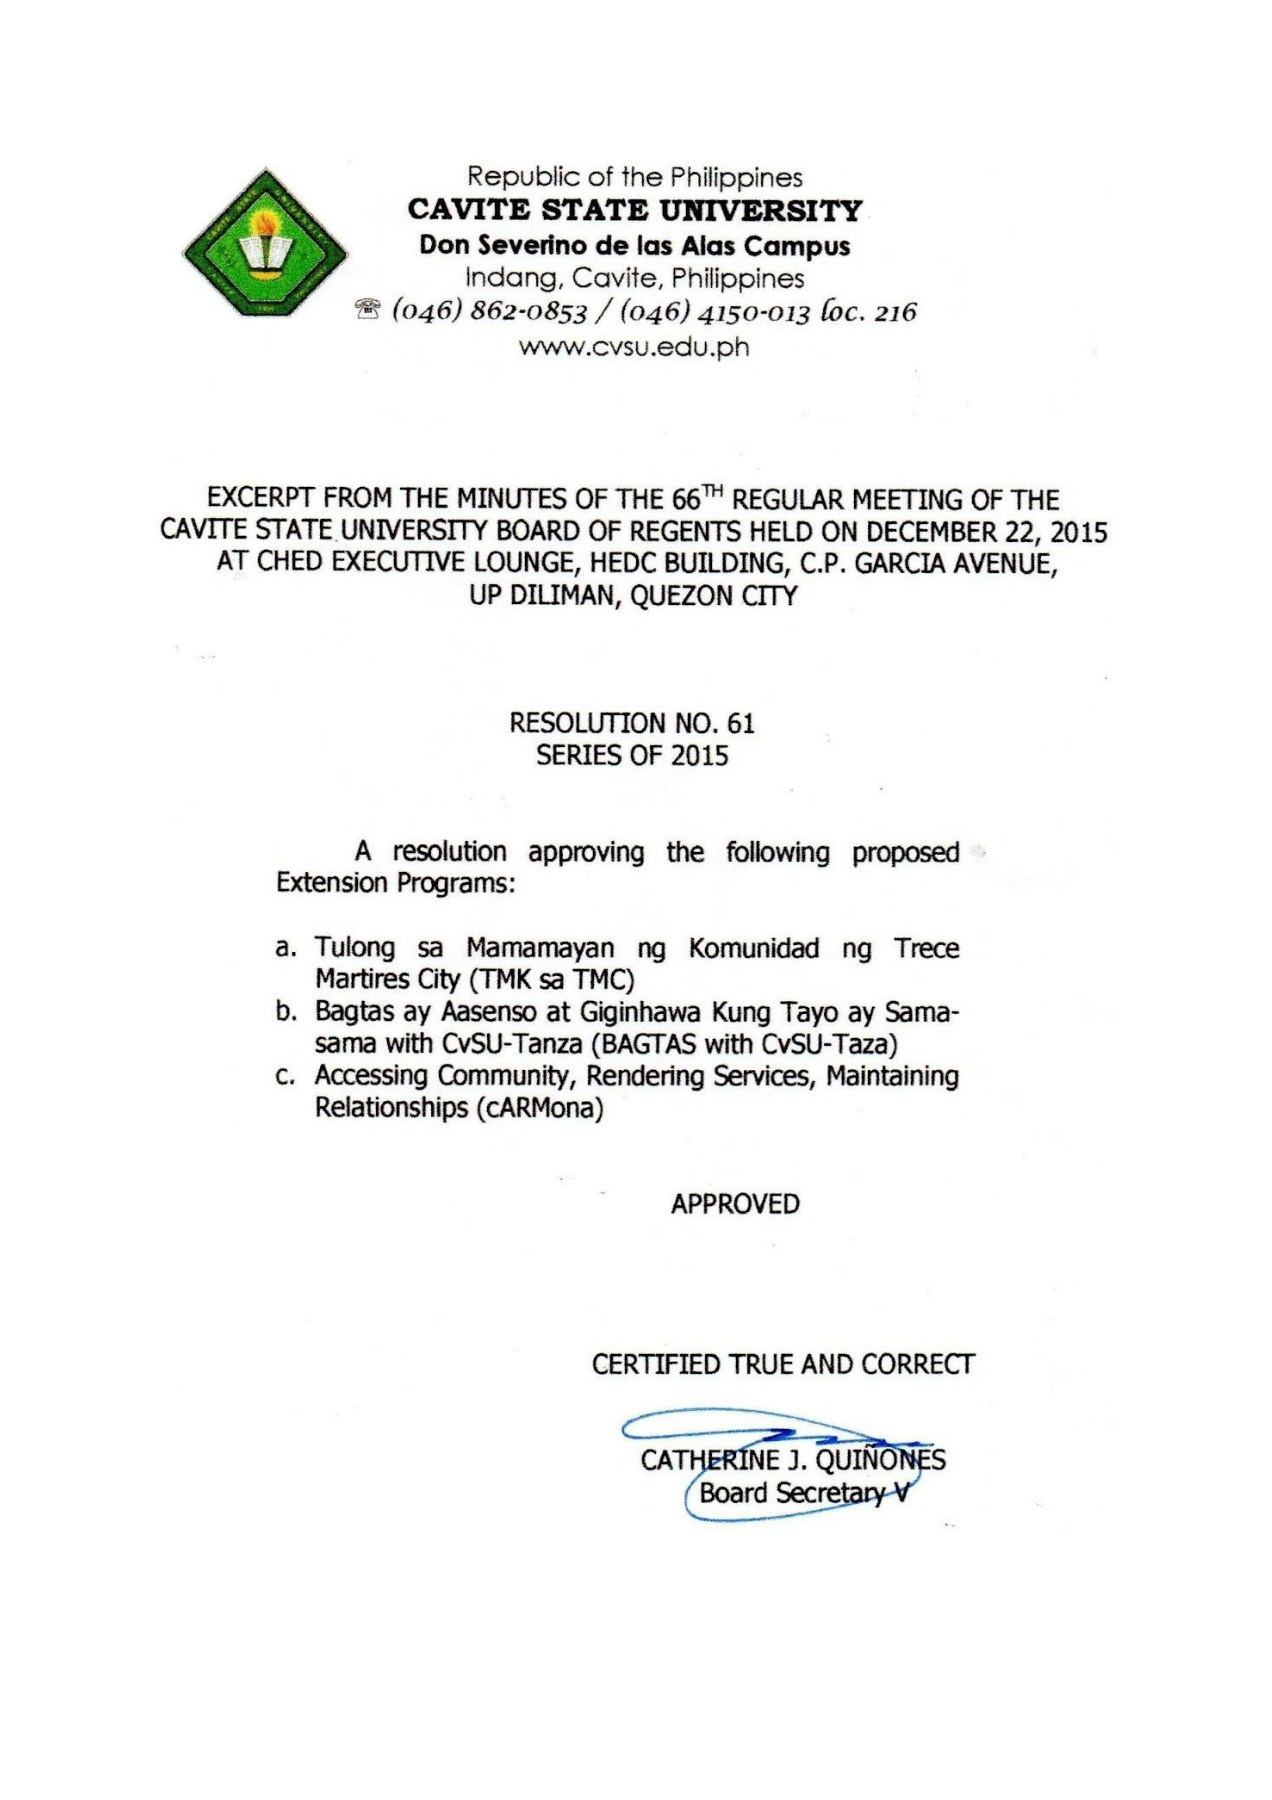 Republic of the Philippines
CAVITE STATE UNIVERSITY
Don Severino de las Alas Campus
Indang, Cavite, Philippines
☏ (046) 862-0853 / (046) 4150-013 loc. 216
www.cvsu.edu.ph
EXCERPT FROM THE MINUTES OF THE 66TH REGULAR MEETING OF THE
CAVITE STATE UNIVERSITY BOARD OF REGENTS HELD ON DECEMBER 22, 2015
AT CHED EXECUTIVE LOUNGE, HEDC BUILDING, C.P. GARCIA AVENUE,
UP DILIMAN, QUEZON CITY
RESOLUTION NO. 61
SERIES OF 2015
A resolution approving the following proposed
Extension Programs:
a. Tulong sa Mamamayan ng Komunidad ng Trece
Martires City (TMK sa TMC)
b. Bagtas ay Aasenso at Giginhawa Kung Tayo ay Sama-
sama with CvSU-Tanza (BAGTAS with CvSU-Taza)
c. Accessing Community, Rendering Services, Maintaining
Relationships (cARMona)
APPROVED
CERTIFIED TRUE AND CORRECT
CATHERINE J. QUIÑONES
Board Secretary V